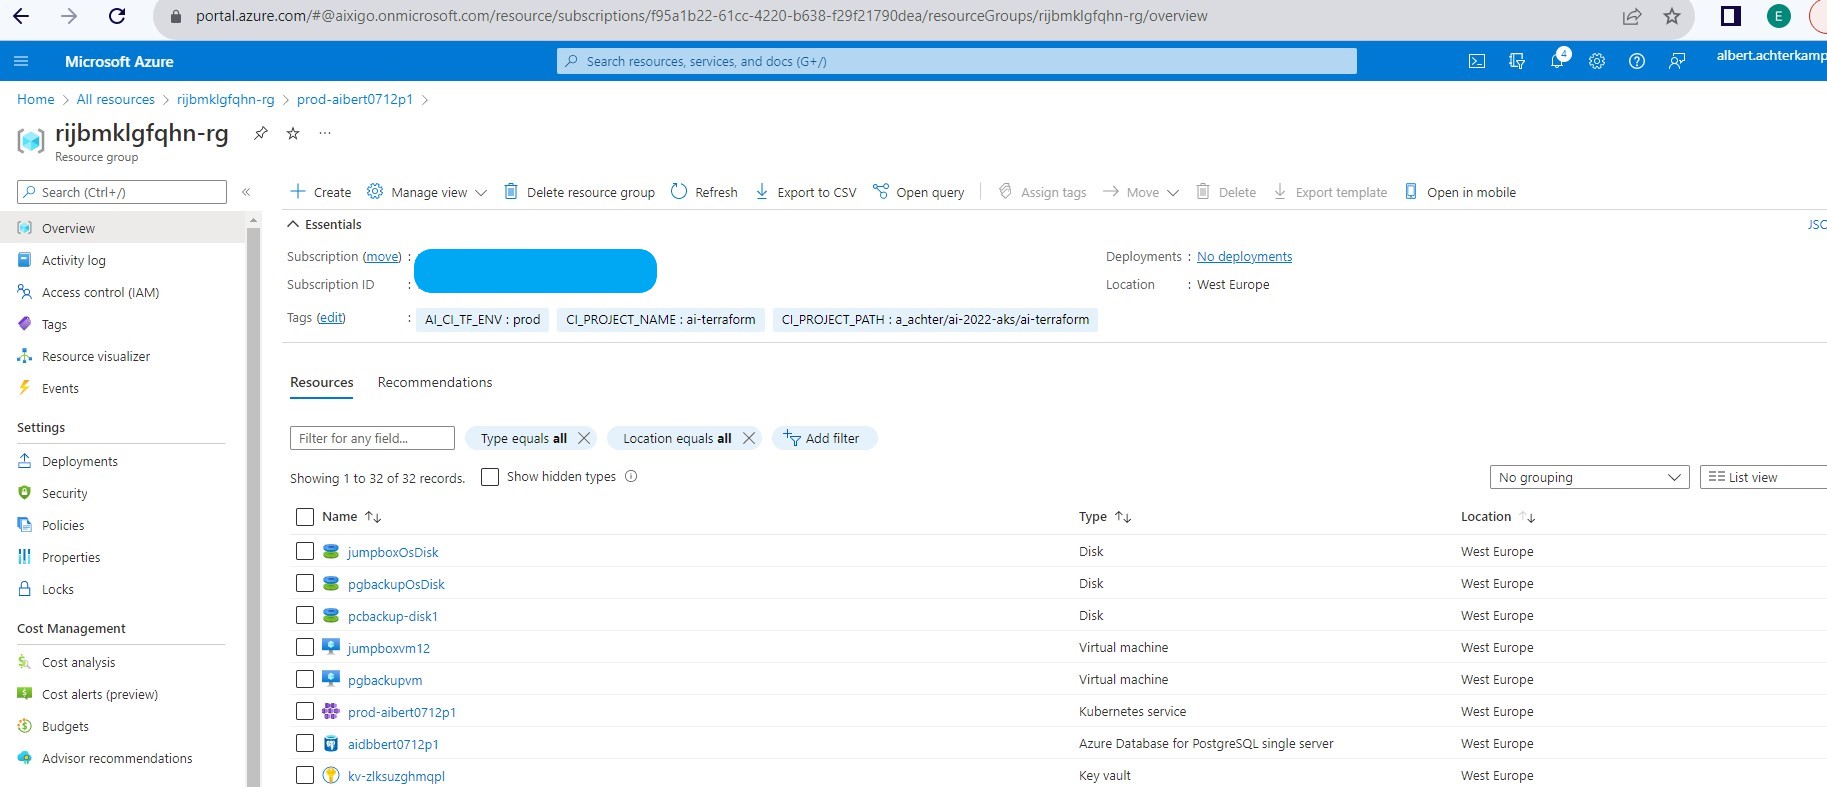 portal.azure.com/#@aixigo.onmicrosoft.com/resource/subscriptions/f95a1b22-61cc-4220-b638-f29f21790dea/resourceGroups/rijbmklgfqhn-rg/overview
E
Microsoft Azure
Search resources, services, and docs (G+/)
4
albert.achterkamp
Home > All resources > rijbmklgfqhn-rg > prod-aibert0712p1 >
rijbmklgfqhn-rg
Resource group
Search (Ctrl+/)
Overview
Activity log
Access control (IAM)
Tags
Resource visualizer
Events
Settings
Deployments
Security
Policies
Properties
Locks
Cost Management
Cost analysis
Cost alerts (preview)
Budgets
Advisor recommendations
Create Manage view Delete resource group Refresh Export to CSV Open query Assign tags Move Delete Export template Open in mobile
Essentials
JSO
Subscription (move) :
Deployments : No deployments
Subscription ID :
Location : West Europe
Tags (edit) : AI_CI_TF_ENV : prod CI_PROJECT_NAME : ai-terraform CI_PROJECT_PATH : a_achter/ai-2022-aks/ai-terraform
Resources Recommendations
Filter for any field... Type equals all Location equals all Add filter
Showing 1 to 32 of 32 records. Show hidden types
No grouping List view
Name Type Location
jumpboxOsDisk Disk West Europe
pgbackupOsDisk Disk West Europe
pcbackup-disk1 Disk West Europe
jumpboxvm12 Virtual machine West Europe
pgbackupvm Virtual machine West Europe
prod-aibert0712p1 Kubernetes service West Europe
aidbbert0712p1 Azure Database for PostgreSQL single server West Europe
kv-zlksuzghmqpl Key vault West Europe